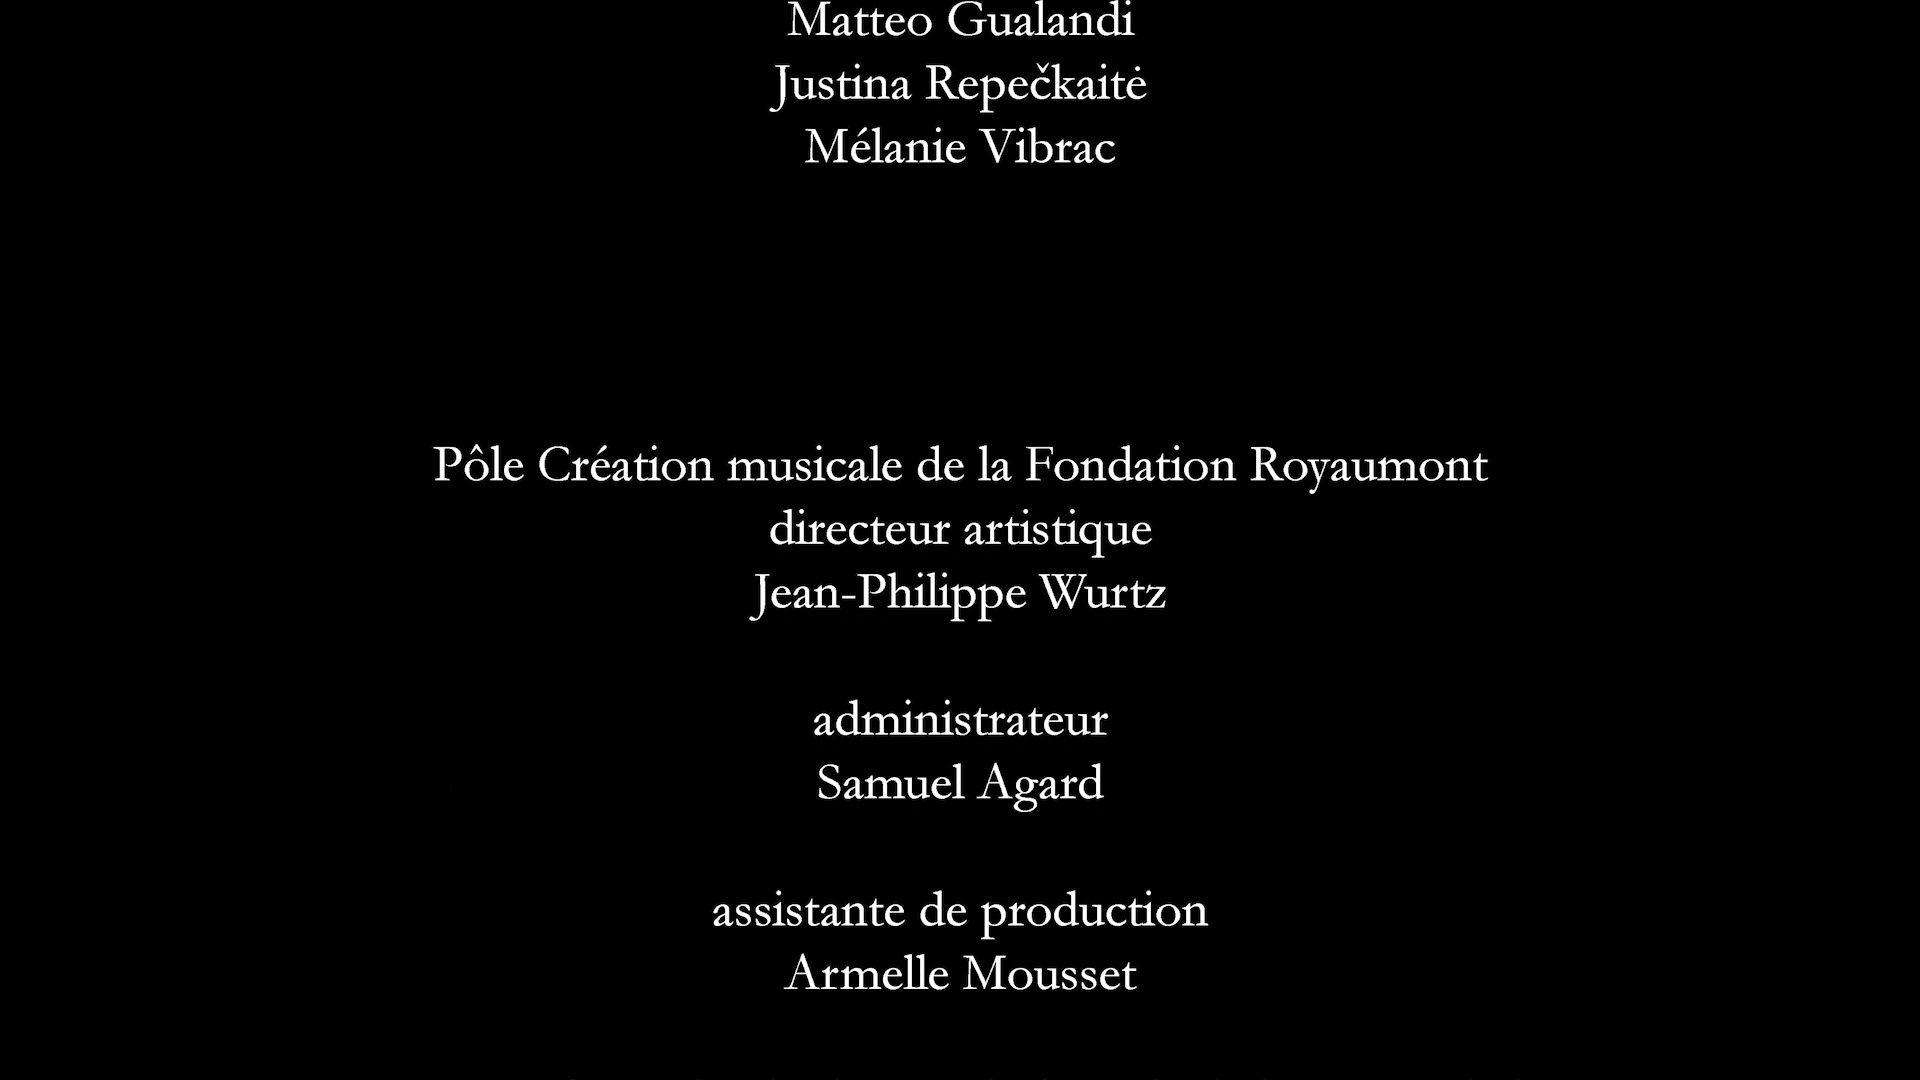 Matteo Gualandi
Justina Repečkaitė
Mélanie Vibrac
Pôle Création musicale de la Fondation Royaumont
directeur artistique
Jean-Philippe Wurtz
administrateur
Samuel Agard
assistante de production
Armelle Mousset